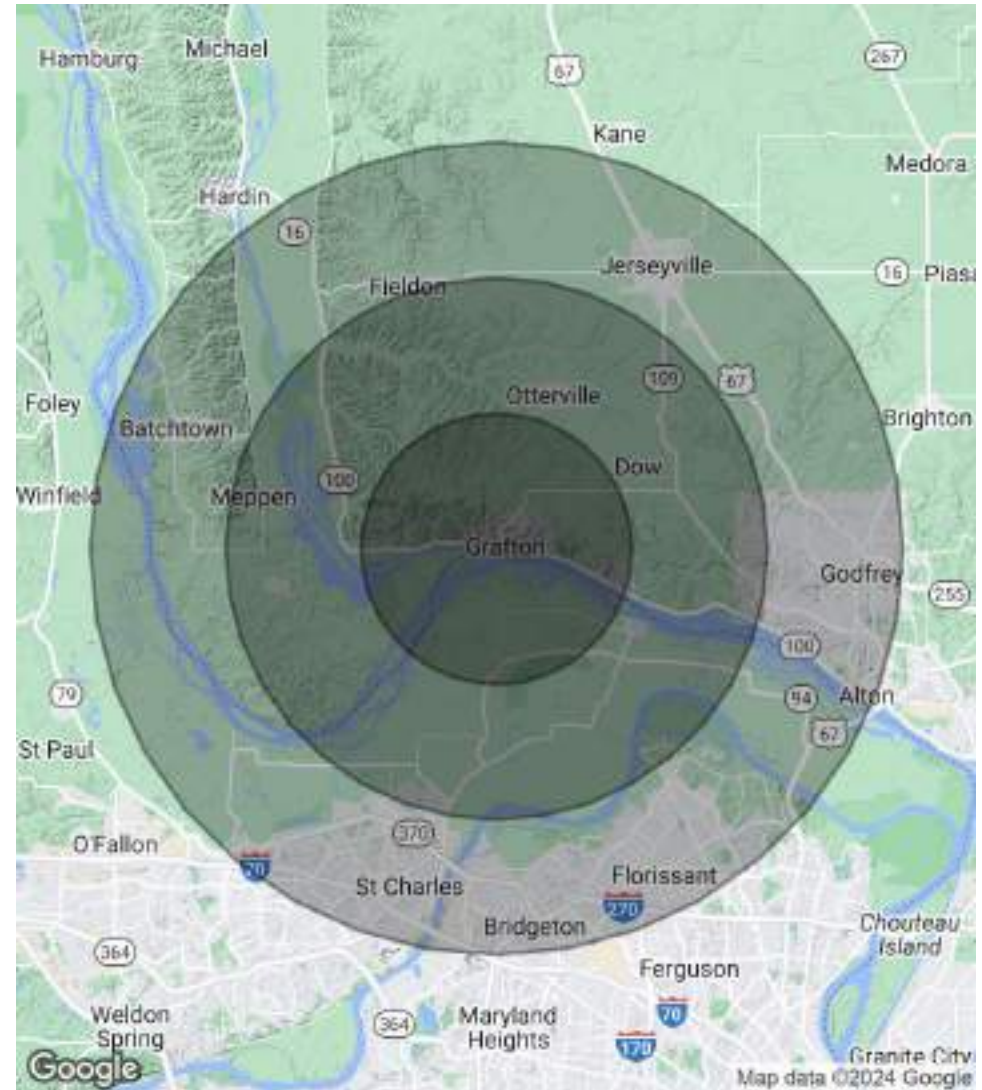 Hamburg
Michael
67
267
Kane
Medora
Hardin
16
Jerseyville
16
Piasa
Fieldon
109
67
Otterville
Foley
Batchtown
Brighton
Dow
100
Winfield
Meppen
Grafton
Godfrey
255
100
79
94
Alton
67
St Paul
370
O'Fallon
70
St Charles
Florissant
270
Bridgeton
Chouteau
Island
364
Ferguson
Weldon
Spring
364
Maryland
Heights
70
170
Granite City
Google
Map data ©2024 Google